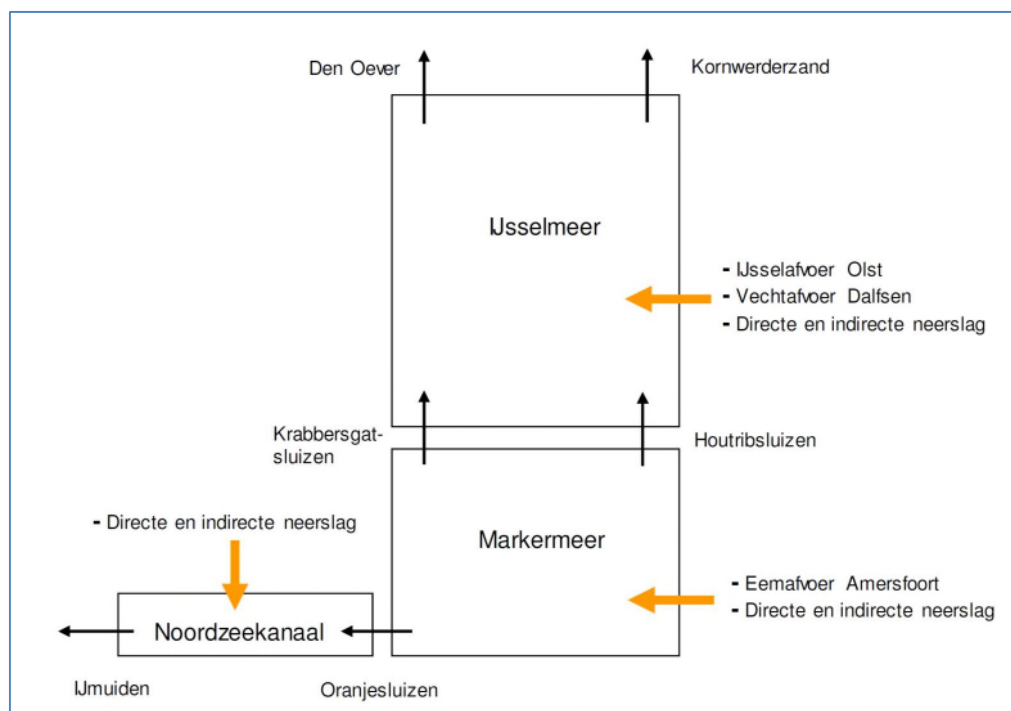 Den Oever
Kornwerderzand
IJsselmeer
- IJsselafvoer Olst
- Vechtafvoer Dalfsen
- Directe en indirecte neerslag
Krabbersgat-
sluizen
Houtribsluizen
- Directe en indirecte neerslag
Markermeer
- Eemafvoer Amersfoort
- Directe en indirecte neerslag
Noordzeekanaal
IJmuiden
Oranjesluizen